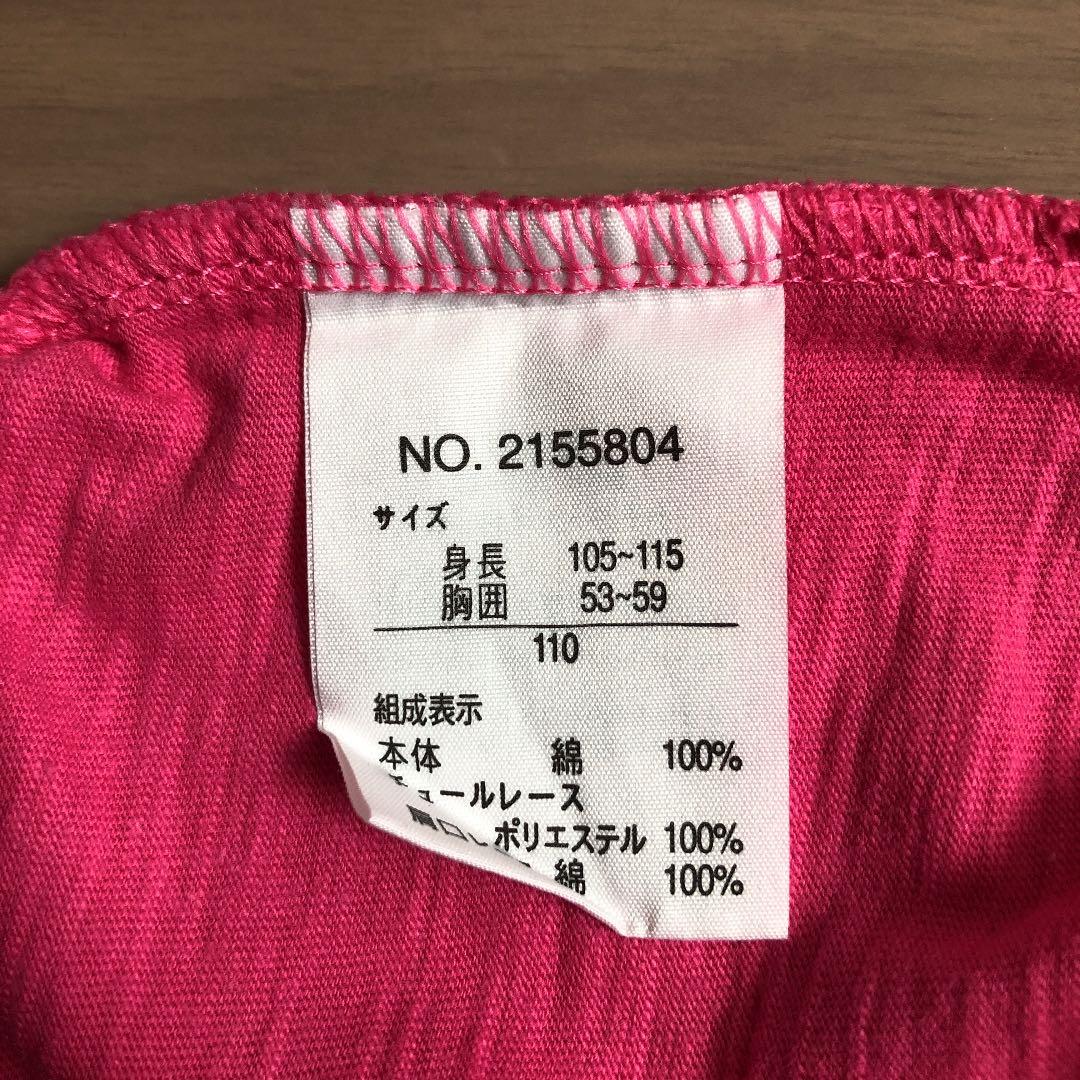 NO. 2155804
サイズ
身長 105~115
胸囲 53~59
110
組成表示
本体 綿 100%
チュールレース
ポリエステル 100%
綿 100%